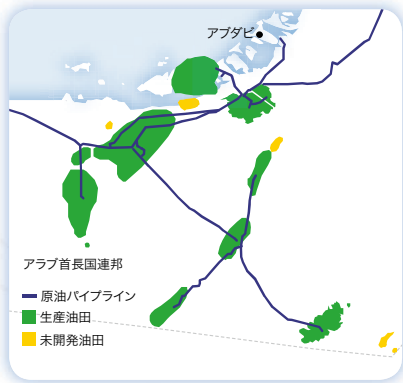 アブダビ
アラブ首長国連邦
原油パイプライン
生産油田
未開発油田